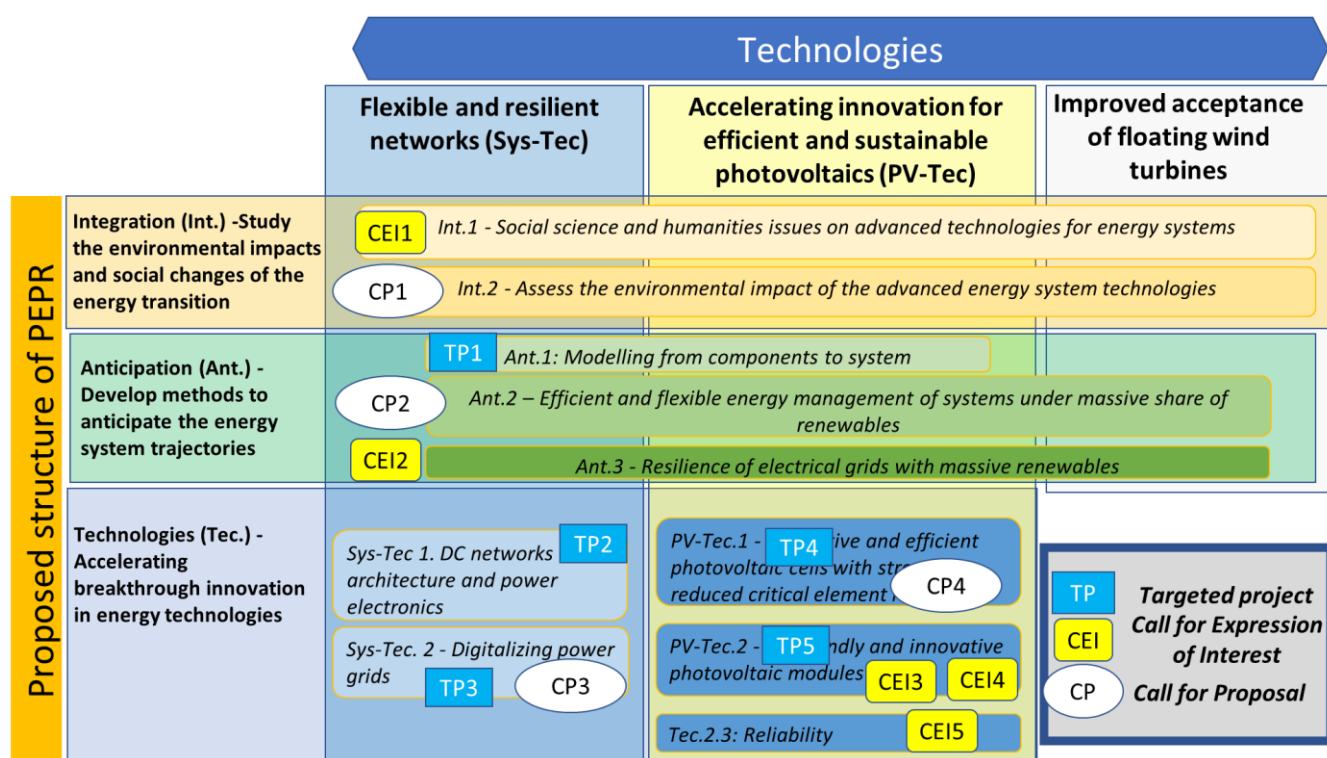 Technologies
Flexible and resilient
networks (Sys-Tec)
Accelerating innovation for
efficient and sustainable
photovoltaics (PV-Tec)
Improved acceptance
of floating wind
turbines
Proposed structure of PEPR
Integration (Int.) -Study
the environmental impacts
and social changes of the
energy transition
CEI1
Int.1 - Social science and humanities issues on advanced technologies for energy systems
CP1
Int.2 - Assess the environmental impact of the advanced energy system technologies
Anticipation (Ant.) -
Develop methods to
anticipate the energy
system trajectories
TP1
Ant.1: Modelling from components to system
CP2
Ant.2 – Efficient and flexible energy management of systems under massive share of
renewables
CEI2
Ant.3 - Resilience of electrical grids with massive renewables
Technologies (Tec.) -
Accelerating
breakthrough innovation
in energy technologies
Sys-Tec 1. DC networks
architecture and power
electronics
TP2
Sys-Tec. 2 - Digitalizing power
grids
TP3
CP3
PV-Tec.1 - and efficient
photovoltaic cells with
reduced critical element
TP4
CP4
PV-Tec.2 - and innovative
photovoltaic modules
TP5
CEI3
CEI4
Tec.2.3: Reliability
CEI5
TP
Targeted project
CEI
Call for Expression
of Interest
CP
Call for Proposal